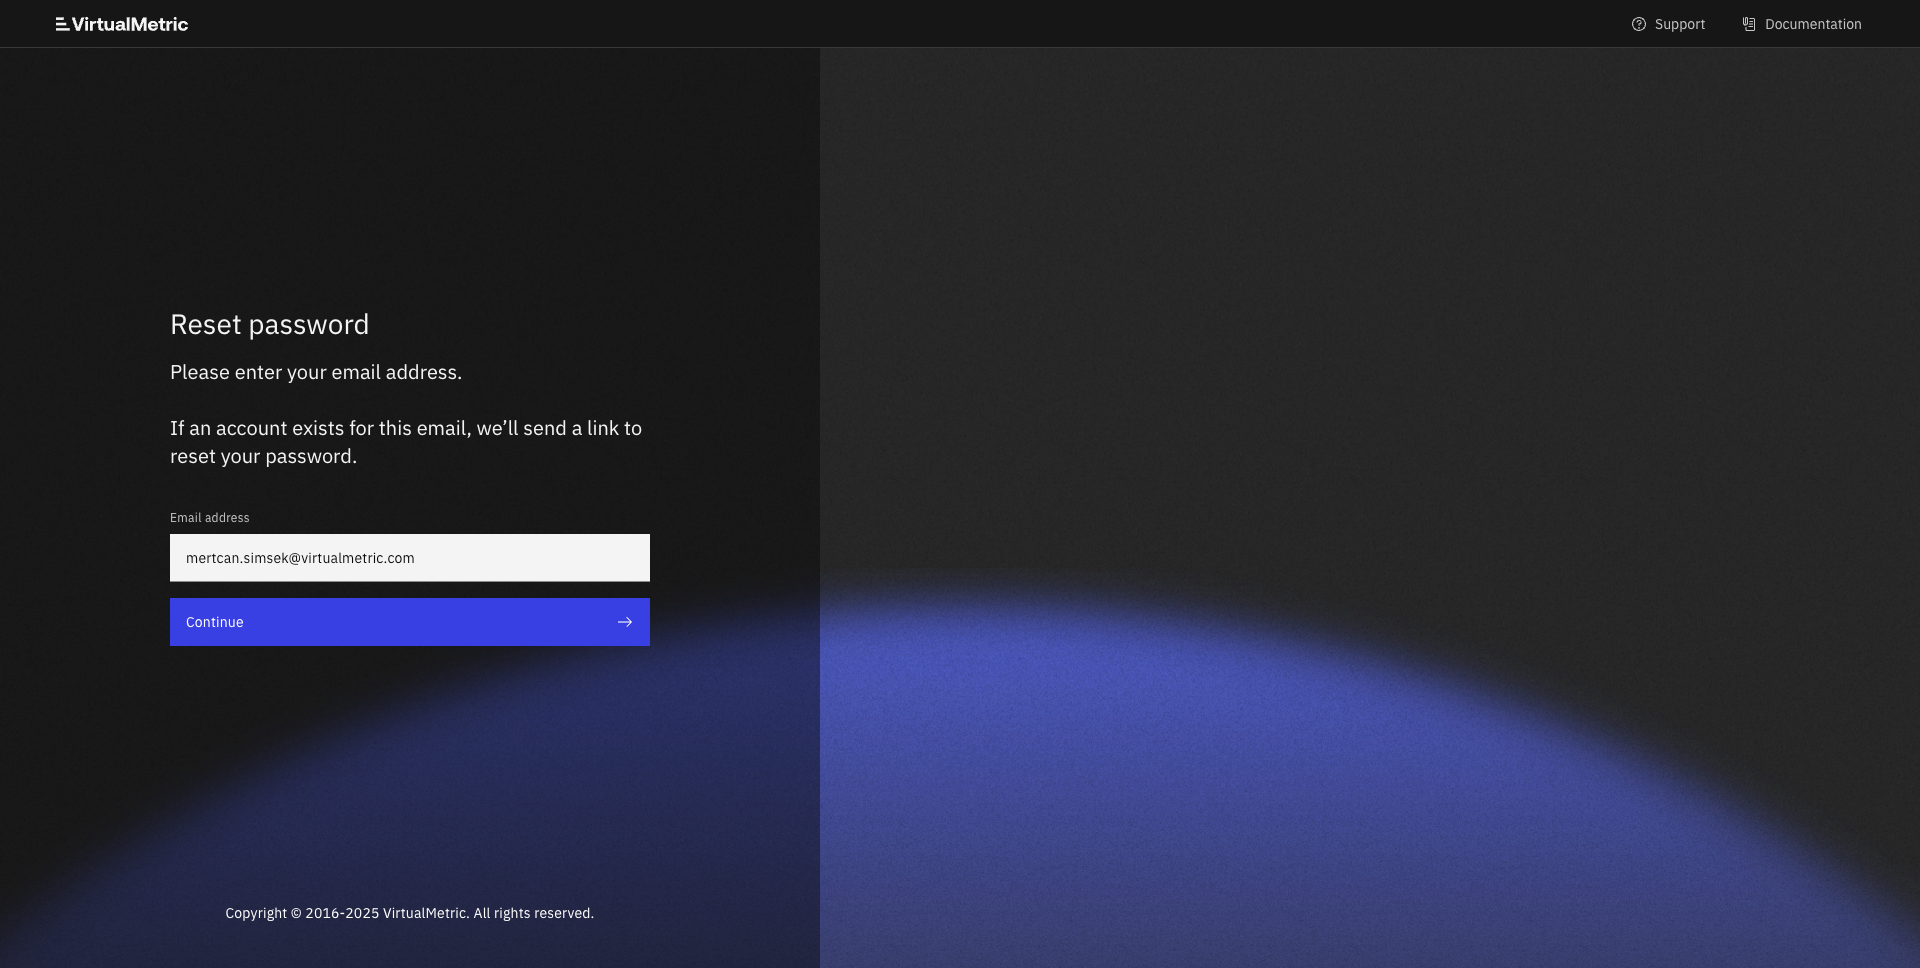 VirtualMetric
Support
Documentation
Reset password
Please enter your email address.
If an account exists for this email, we’ll send a link to
reset your password.
Email address
mertcan.simsek@virtualmetric.com
Continue
Copyright © 2016-2025 VirtualMetric. All rights reserved.